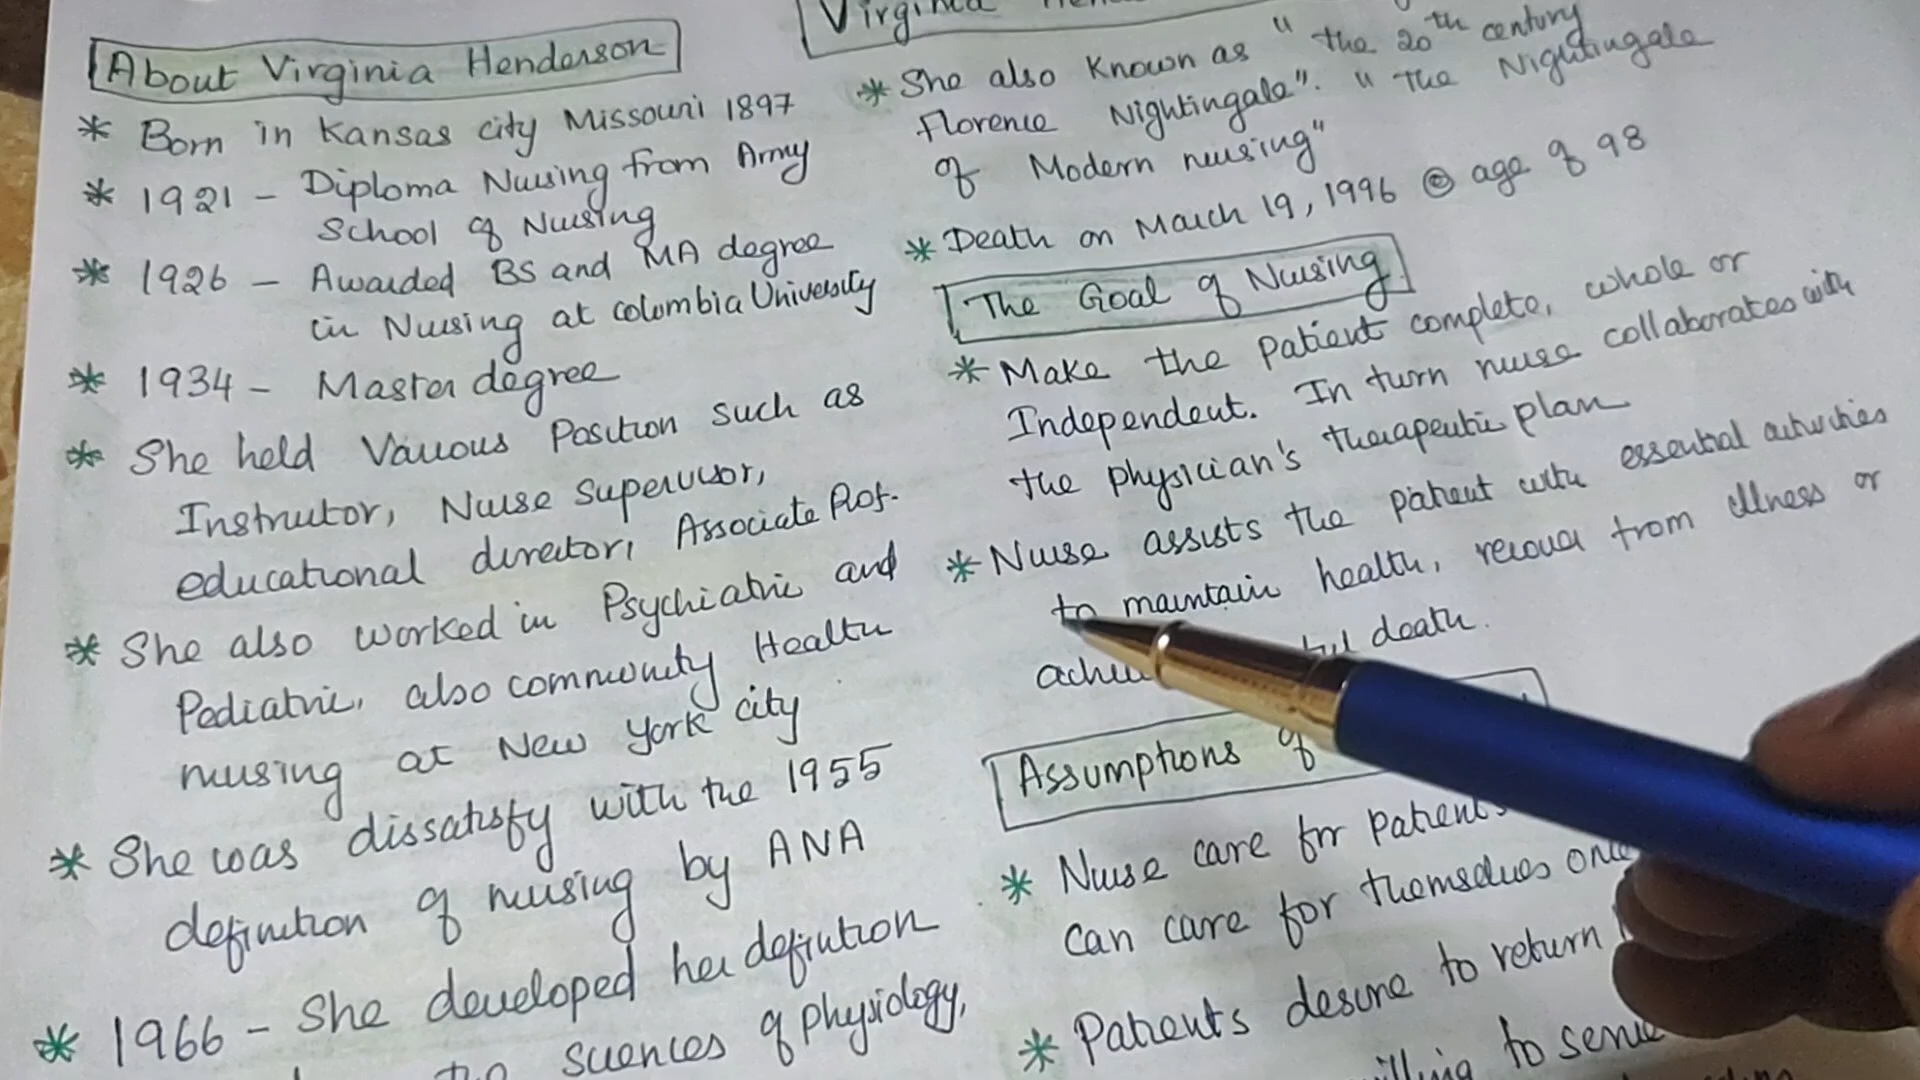 About Virginia Henderson
* Born in Kansas city Missouri 1897
* 1921 - Diploma Nursing from Army
School of Nursing
* 1926 - Awarded BS and MA degree
in Nursing at colombia University
* 1934 - Master degree
* She held Various Position such as
Instrutor, Nurse supervisor,
educational director, Associate Prof.
* She also worked in Psychiatric and
Pediatric, also community Health
nursing at New York city
* She was dissatisfy with the 1955
definition of nursing by ANA
* 1966 - She developed her definition
sciences of physiology,
Virginia
* She also Known as " the 20th century
Florence Nightingale". " The Nightingale
of Modern nursing"
* Death on March 19, 1996 @ age of 98
The Goal of Nursing
* Make the patient complete, whole or
Independent. In turn nurse collaborates with
the physician's therapeutic plan
* Nurse assists the patient with essential activities
to maintain health, recover from illness or
death.
Assumptions of
* Nurse care for patients
can care for themselves
* Patients desire to return
to serve